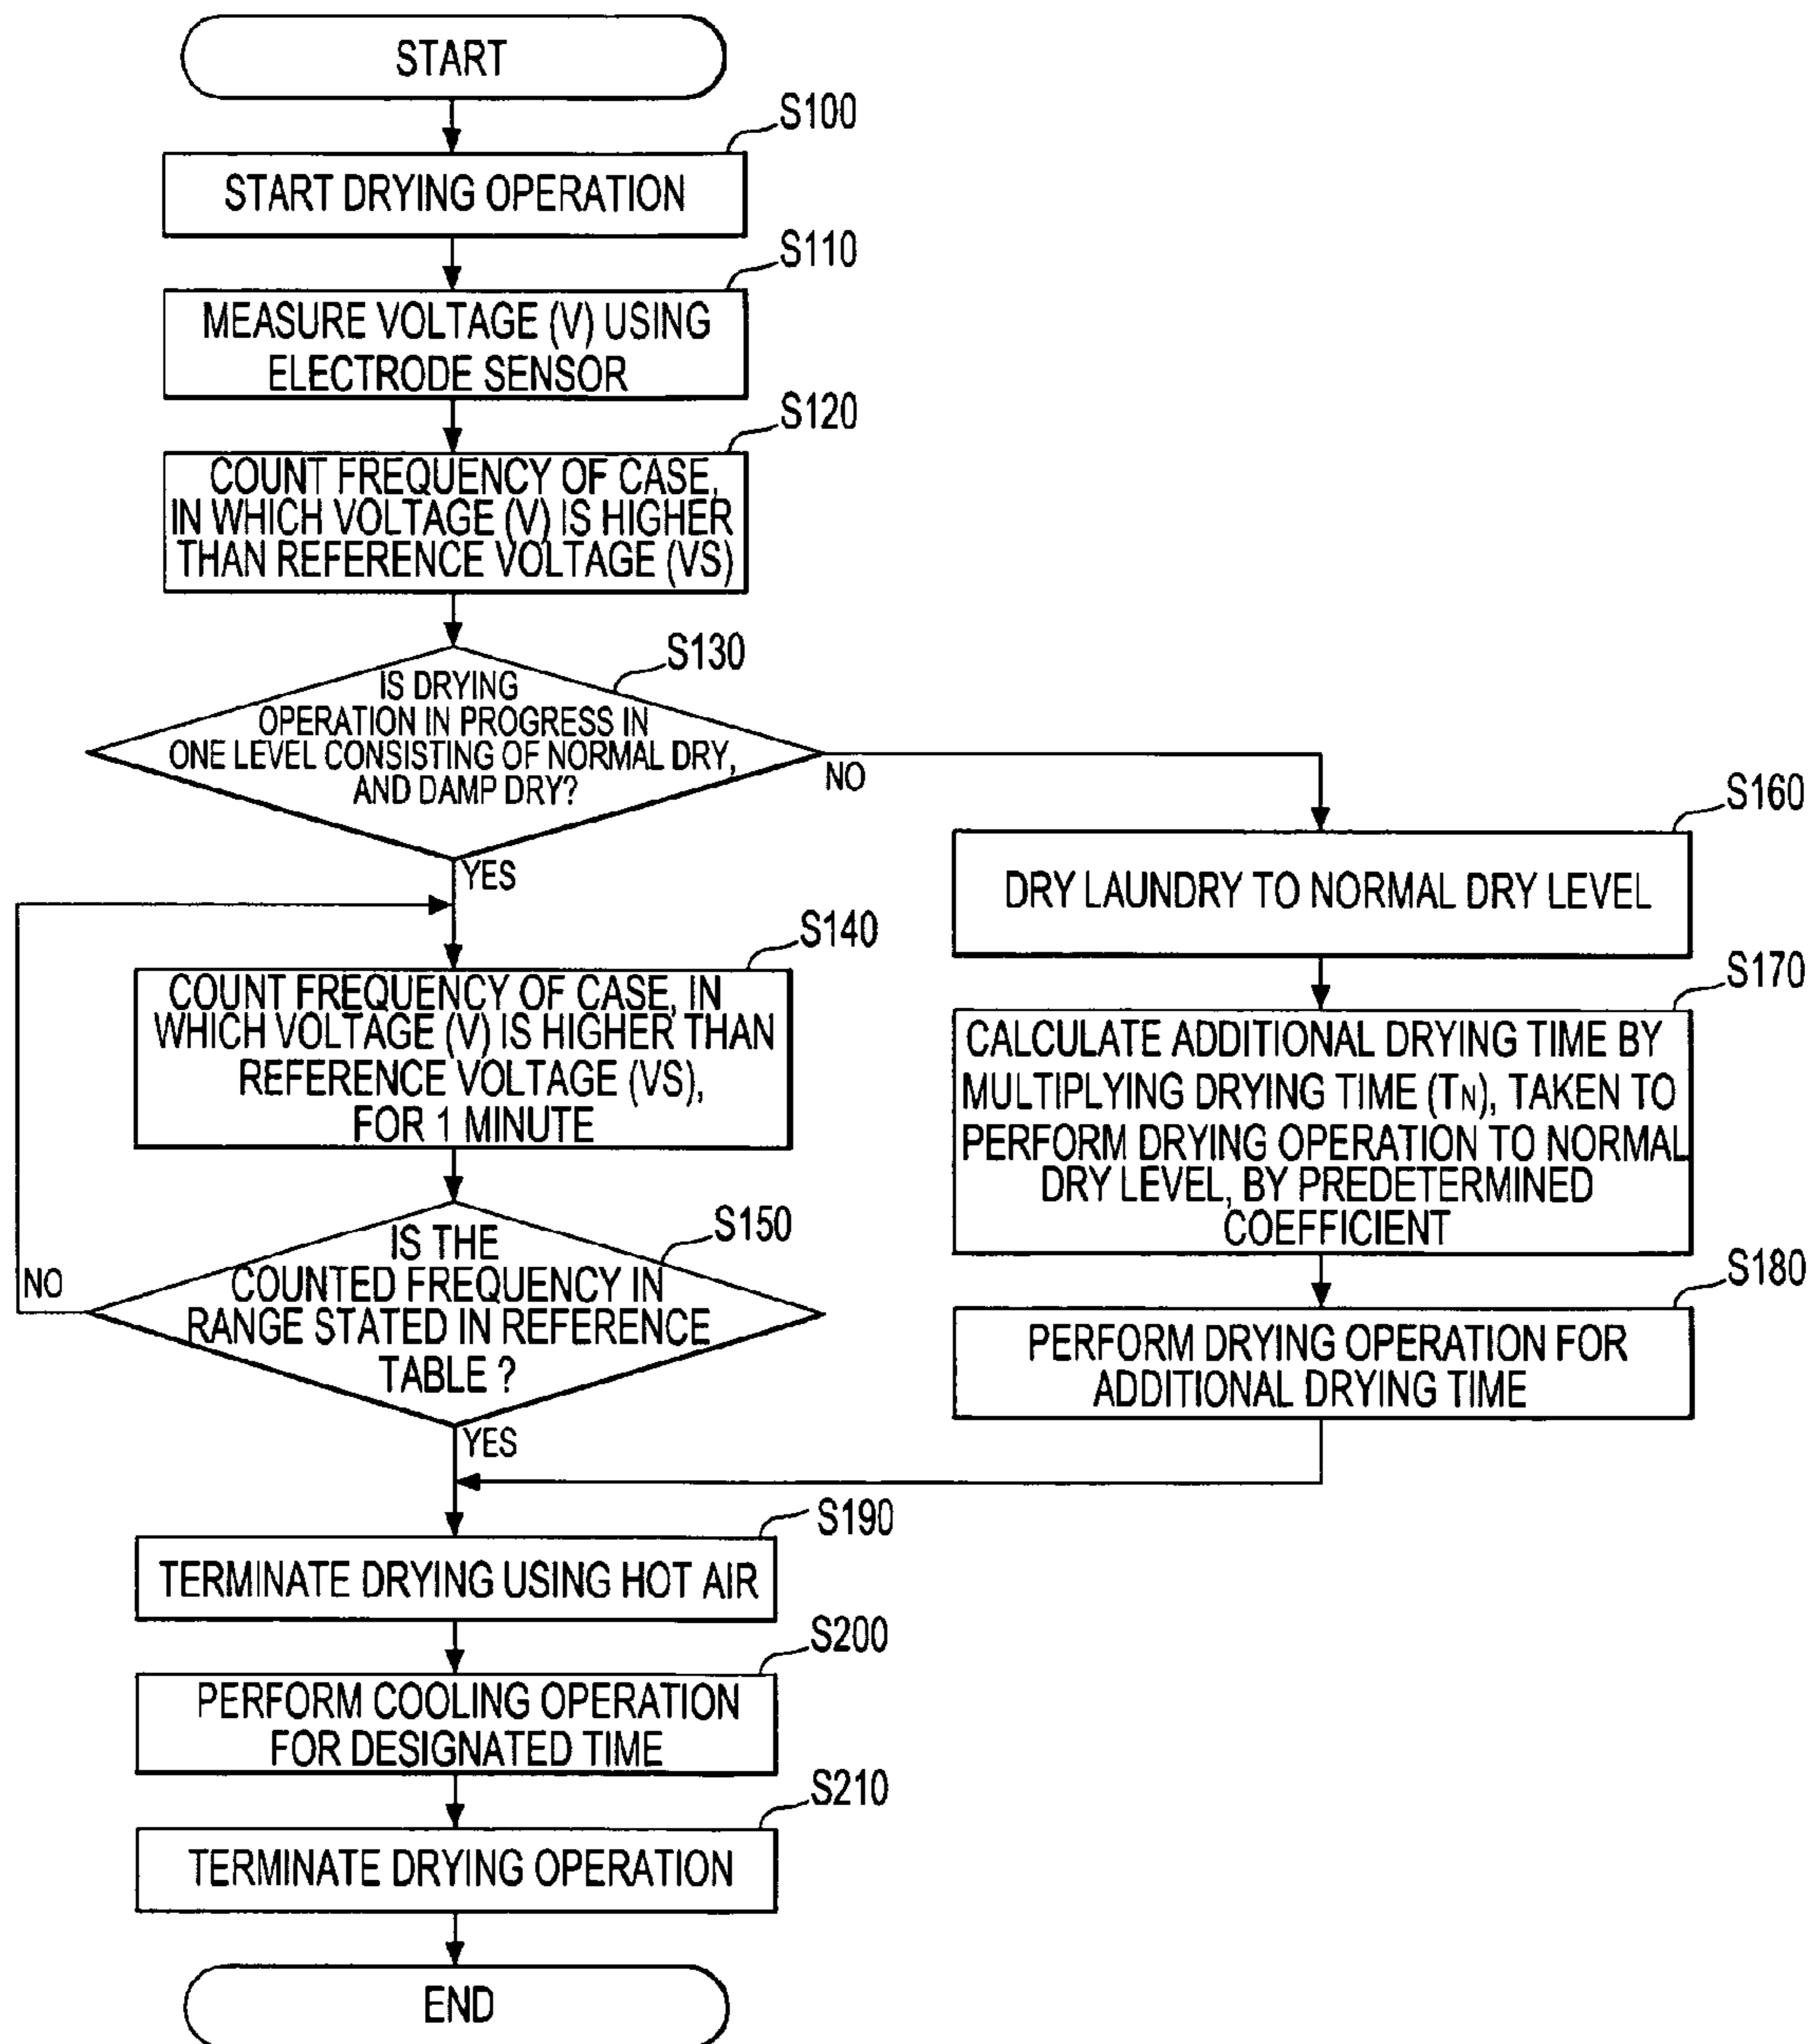 START
S100
START DRYING OPERATION
S110
MEASURE VOLTAGE (V) USING
ELECTRODE SENSOR
S120
COUNT FREQUENCY OF CASE,
IN WHICH VOLTAGE (V) IS HIGHER
THAN REFERENCE VOLTAGE (VS)
S130
IS DRYING
OPERATION IN PROGRESS IN
ONE LEVEL CONSISTING OF NORMAL DRY,
AND DAMP DRY?
NO
YES
S140
COUNT FREQUENCY OF CASE, IN
WHICH VOLTAGE (V) IS HIGHER THAN
REFERENCE VOLTAGE (VS),
FOR 1 MINUTE
S150
IS THE
COUNTED FREQUENCY IN
RANGE STATED IN REFERENCE
TABLE ?
NO
YES
S160
DRY LAUNDRY TO NORMAL DRY LEVEL
S170
CALCULATE ADDITIONAL DRYING TIME BY
MULTIPLYING DRYING TIME (TN), TAKEN TO
PERFORM DRYING OPERATION TO NORMAL
DRY LEVEL, BY PREDETERMINED
COEFFICIENT
S180
PERFORM DRYING OPERATION FOR
ADDITIONAL DRYING TIME
S190
TERMINATE DRYING USING HOT AIR
S200
PERFORM COOLING OPERATION
FOR DESIGNATED TIME
S210
TERMINATE DRYING OPERATION
END